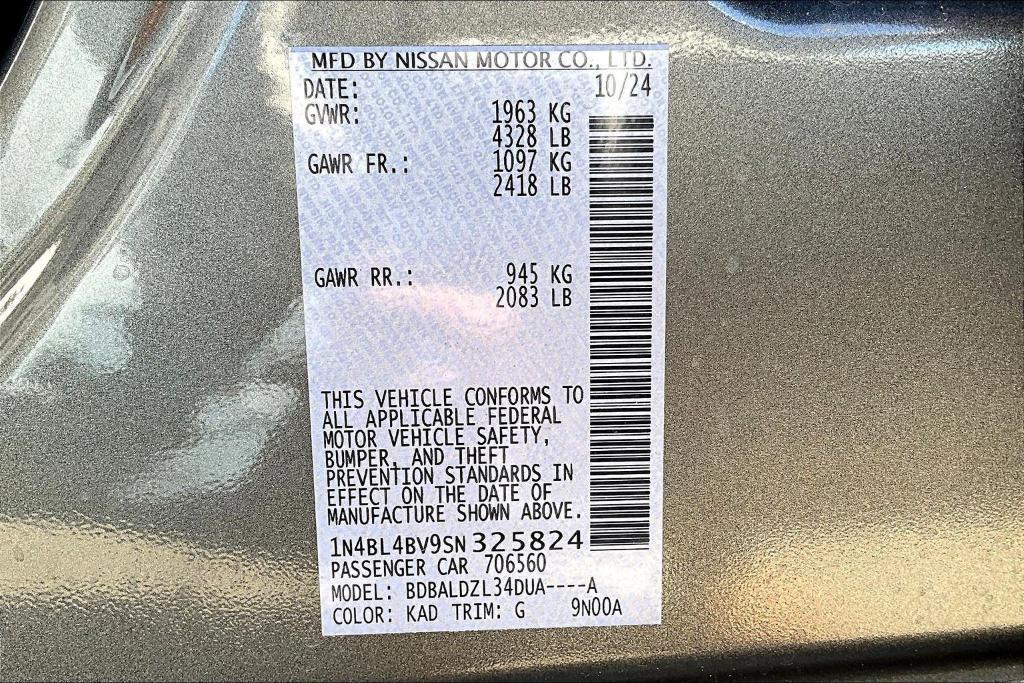 MFD BY NISSAN MOTOR CO., LTD.
DATE: 10/24
GVWR: 1963 KG
4328 LB
GAWR FR.: 1097 KG
2418 LB
GAWR RR.: 945 KG
2083 LB
THIS VEHICLE CONFORMS TO
ALL APPLICABLE FEDERAL
MOTOR VEHICLE SAFETY,
BUMPER, AND THEFT
PREVENTION STANDARDS IN
EFFECT ON THE DATE OF
MANUFACTURE SHOWN ABOVE.
1N4BL4BV9SN325824
PASSENGER CAR 706560
MODEL: BDBALDZL34DUA----A
COLOR: KAD TRIM: G 9N00A